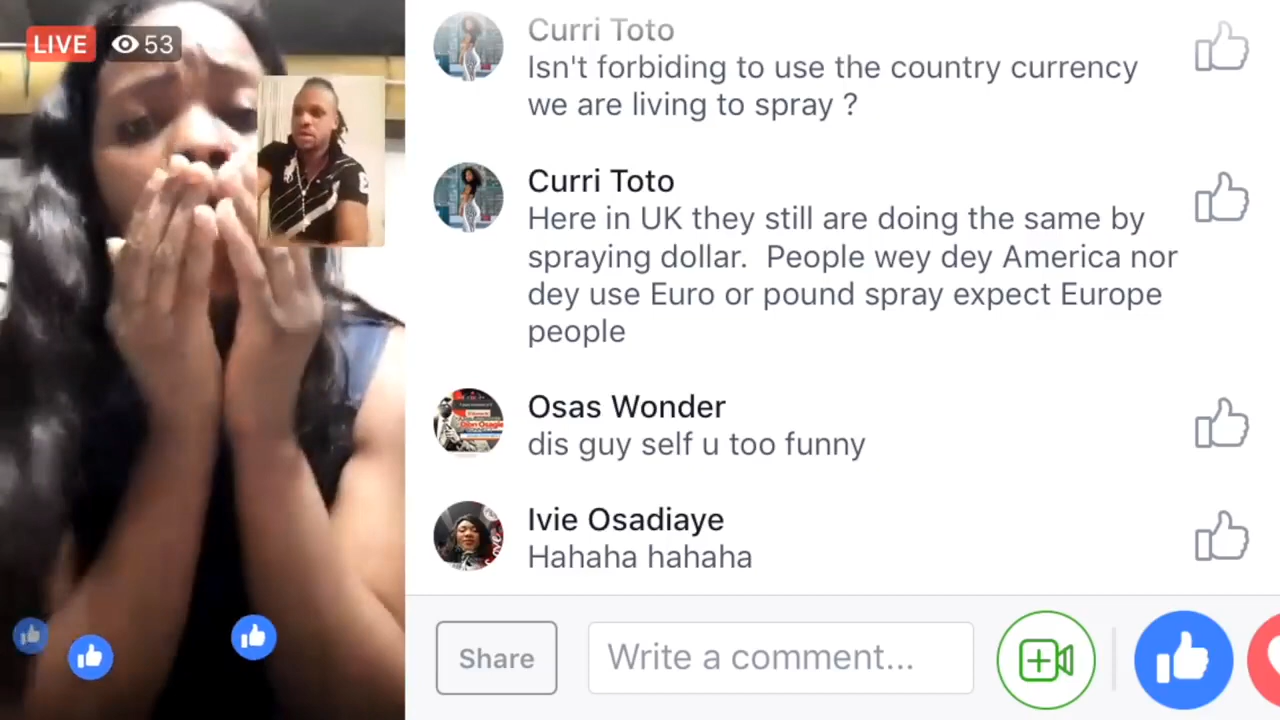 LIVE 53
Curri Toto
Isn't forbiding to use the country currency
we are living to spray ?
Curri Toto
Here in UK they still are doing the same by
spraying dollar.  People wey dey America nor
dey use Euro or pound spray expect Europe
people
Osas Wonder
dis guy self u too funny
Ivie Osadiaye
Hahaha hahaha
Share
Write a comment...